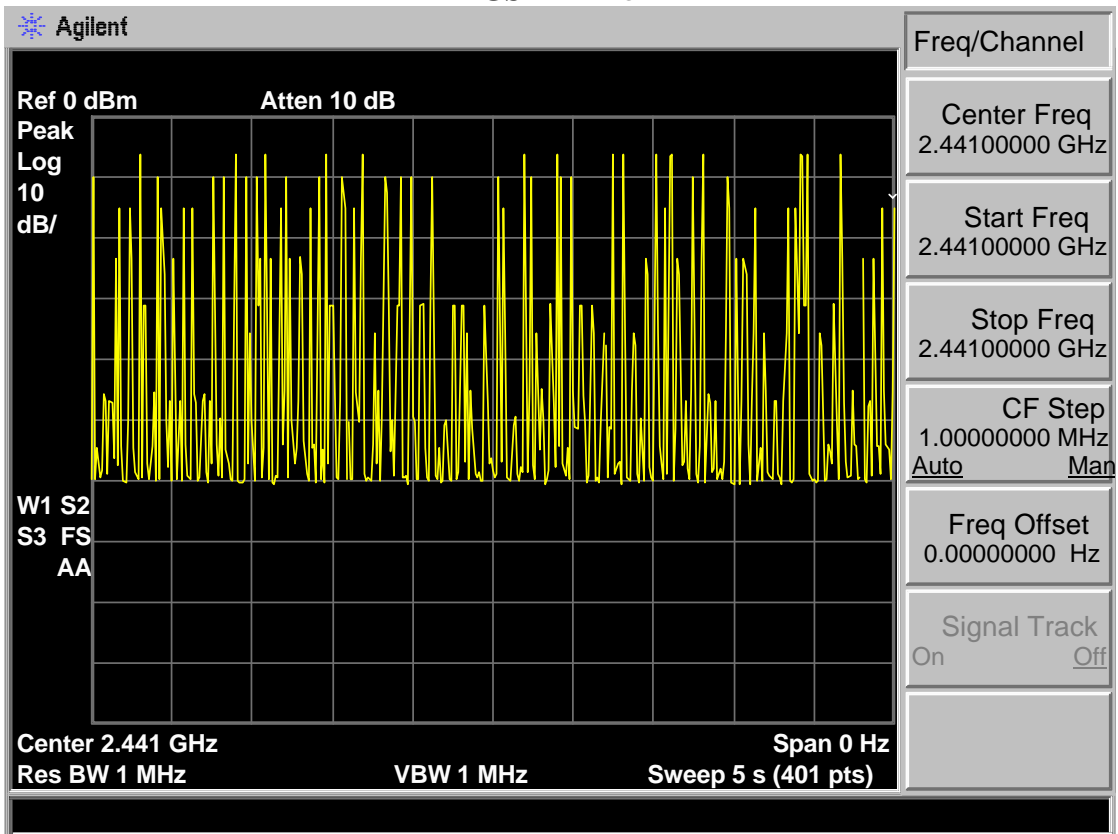 Agilent
Freq/Channel
Ref 0 dBm Atten 10 dB
Peak
Log
10
dB/
W1 S2
S3 FS
AA
Center 2.441 GHz Span 0 Hz
Res BW 1 MHz VBW 1 MHz Sweep 5 s (401 pts)
Center Freq
2.44100000 GHz
Start Freq
2.44100000 GHz
Stop Freq
2.44100000 GHz
CF Step
1.00000000 MHz
Auto Man
Freq Offset
0.00000000 Hz
Signal Track
On Off